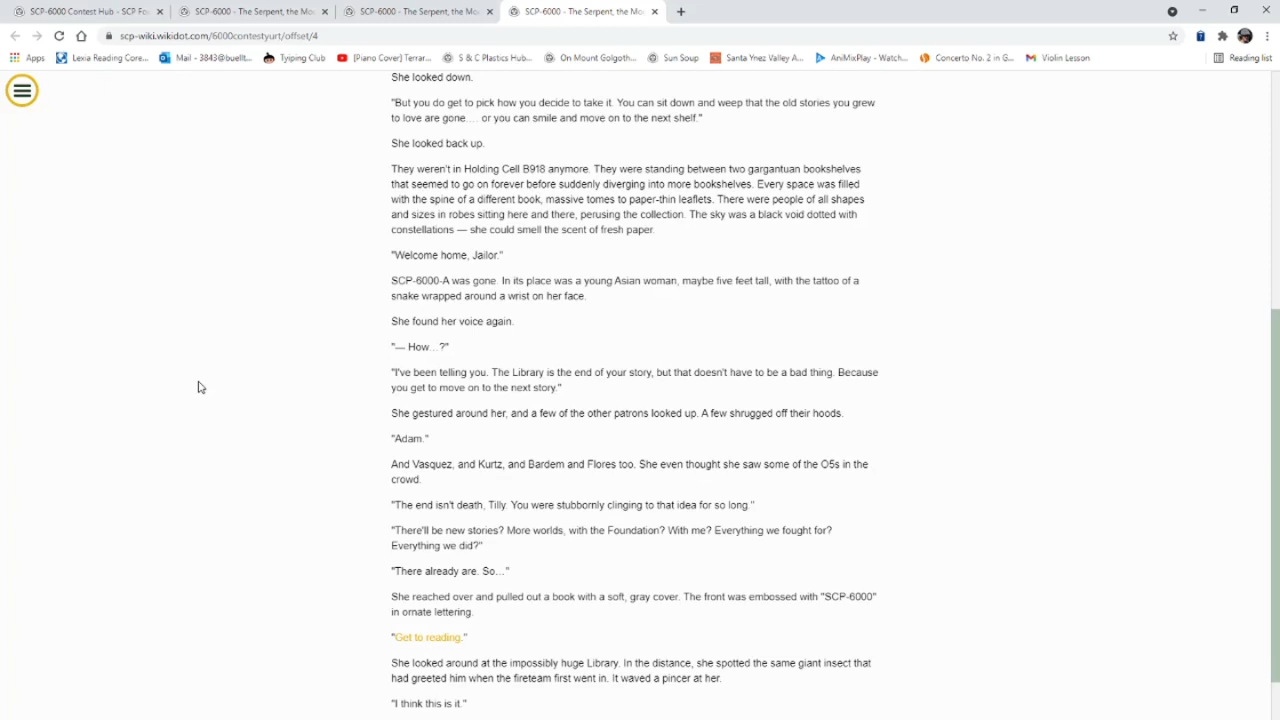 SCP-6000 Contest Hub - SCP Fou
SCP-6000 - The Serpent, the Moo
SCP-6000 - The Serpent, the Moo
SCP-6000 - The Serpent, the Moo
scp-wiki.wikidot.com/6000contestyurt/offset/4
Apps
Lexia Reading Core...
Mail - 3843@buellt...
Tyiping Club
[Piano Cover] Terrar...
S & C Plastics Hub...
On Mount Golgoth...
Sun Soup
Santa Ynez Valley A...
AniMixPlay - Watch...
Concerto No. 2 in G...
Violin Lesson
Reading list
She looked down.
"But you do get to pick how you decide to take it. You can sit down and weep that the old stories you grew
to love are gone.... or you can smile and move on to the next shelf."
She looked back up.
They weren't in Holding Cell B918 anymore. They were standing between two gargantuan bookshelves
that seemed to go on forever before suddenly diverging into more bookshelves. Every space was filled
with the spine of a different book, massive tomes to paper-thin leaflets. There were people of all shapes
and sizes in robes sitting here and there, perusing the collection. The sky was a black void dotted with
constellations — she could smell the scent of fresh paper.
"Welcome home, Jailor."
SCP-6000-A was gone. In its place was a young Asian woman, maybe five feet tall, with the tattoo of a
snake wrapped around a wrist on her face.
She found her voice again.
"— How...?"
"I've been telling you. The Library is the end of your story, but that doesn't have to be a bad thing. Because
you get to move on to the next story."
She gestured around her, and a few of the other patrons looked up. A few shrugged off their hoods.
"Adam."
And Vasquez, and Kurtz, and Bardem and Flores too. She even thought she saw some of the O5s in the
crowd.
"The end isn't death, Tilly. You were stubbornly clinging to that idea for so long."
"There'll be new stories? More worlds, with the Foundation? With me? Everything we fought for?
Everything we did?"
"There already are. So..."
She reached over and pulled out a book with a soft, gray cover. The front was embossed with "SCP-6000"
in ornate lettering.
"Get to reading."
She looked around at the impossibly huge Library. In the distance, she spotted the same giant insect that
had greeted him when the fireteam first went in. It waved a pincer at her.
"I think this is it."